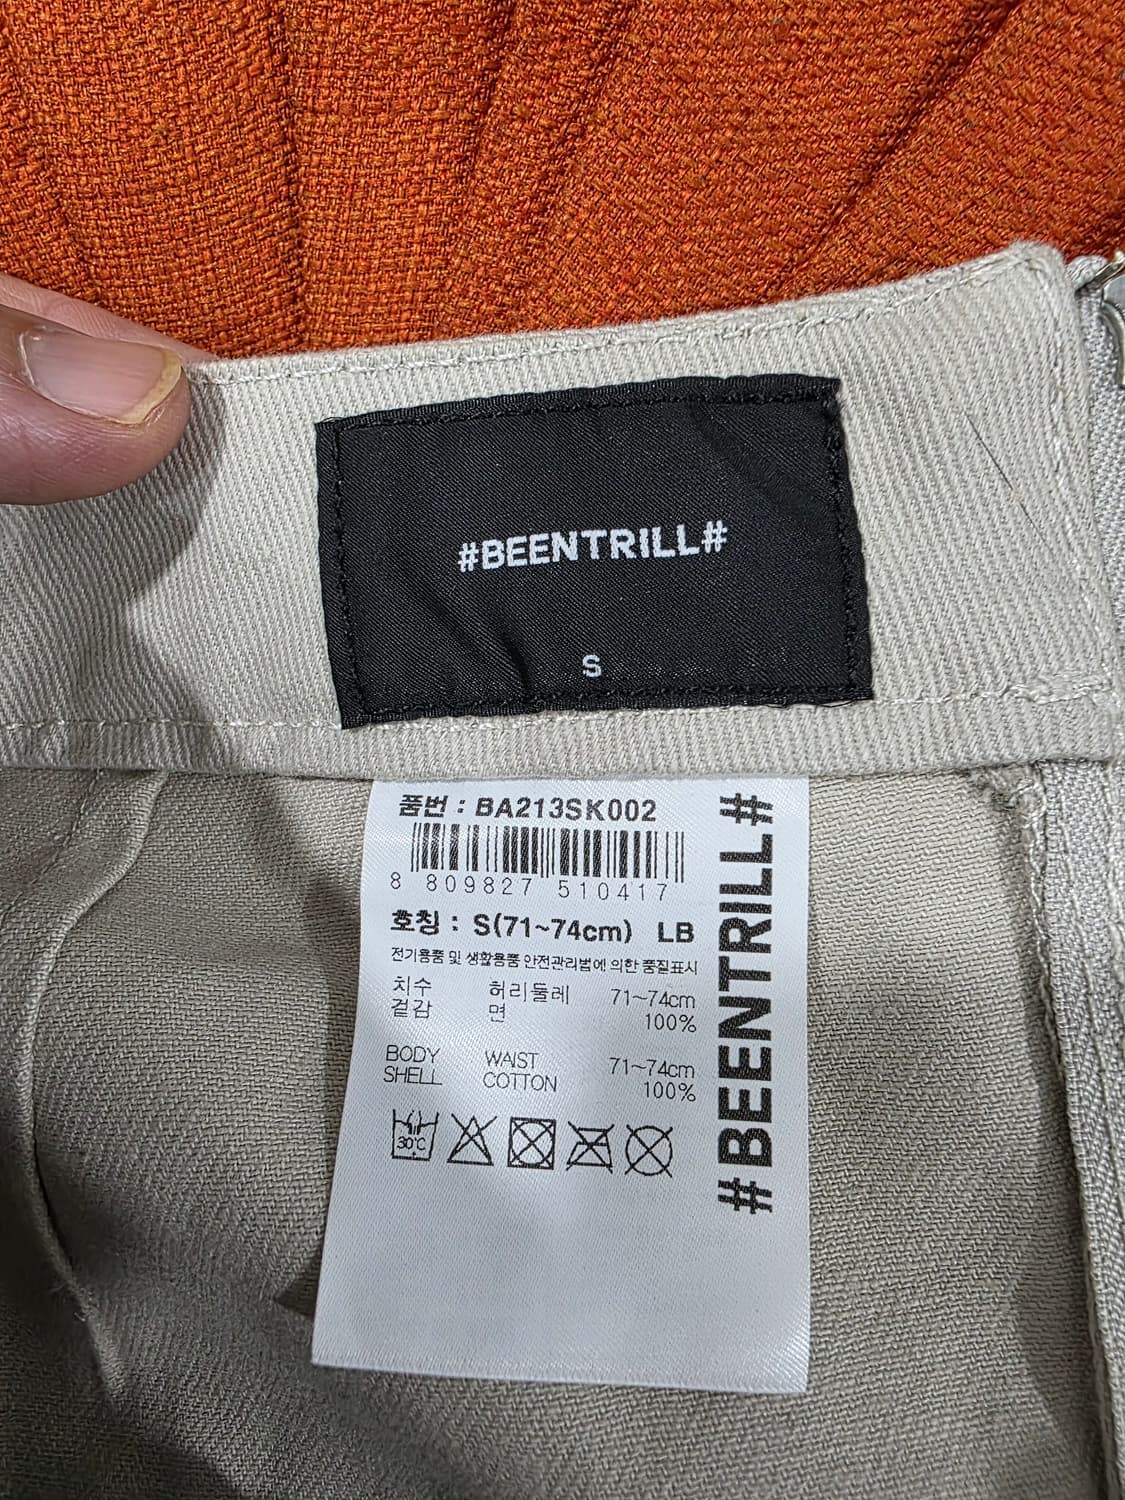 #BEENTRILL#
S
품번 : BA213SK002
8 809827 510417
호칭 : S(71~74cm) LB
전기용품 및 생활용품 안전관리법에 의한 품질표시
치수 허리둘레 71~74cm
겉감 면 100%
BODY WAIST 71~74cm
SHELL COTTON 100%
30℃
#BEENTRILL#